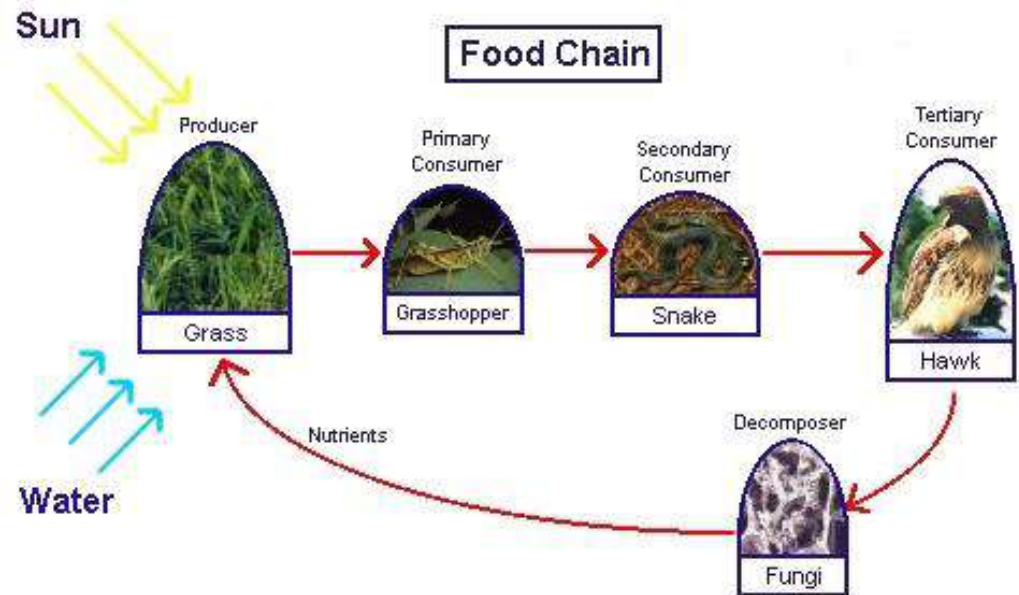 Sun
Food Chain
Producer
Primary
Consumer
Secondary
Consumer
Tertiary
Consumer
Grass
Grasshopper
Snake
Hawk
Nutrients
Decomposer
Water
Fungi